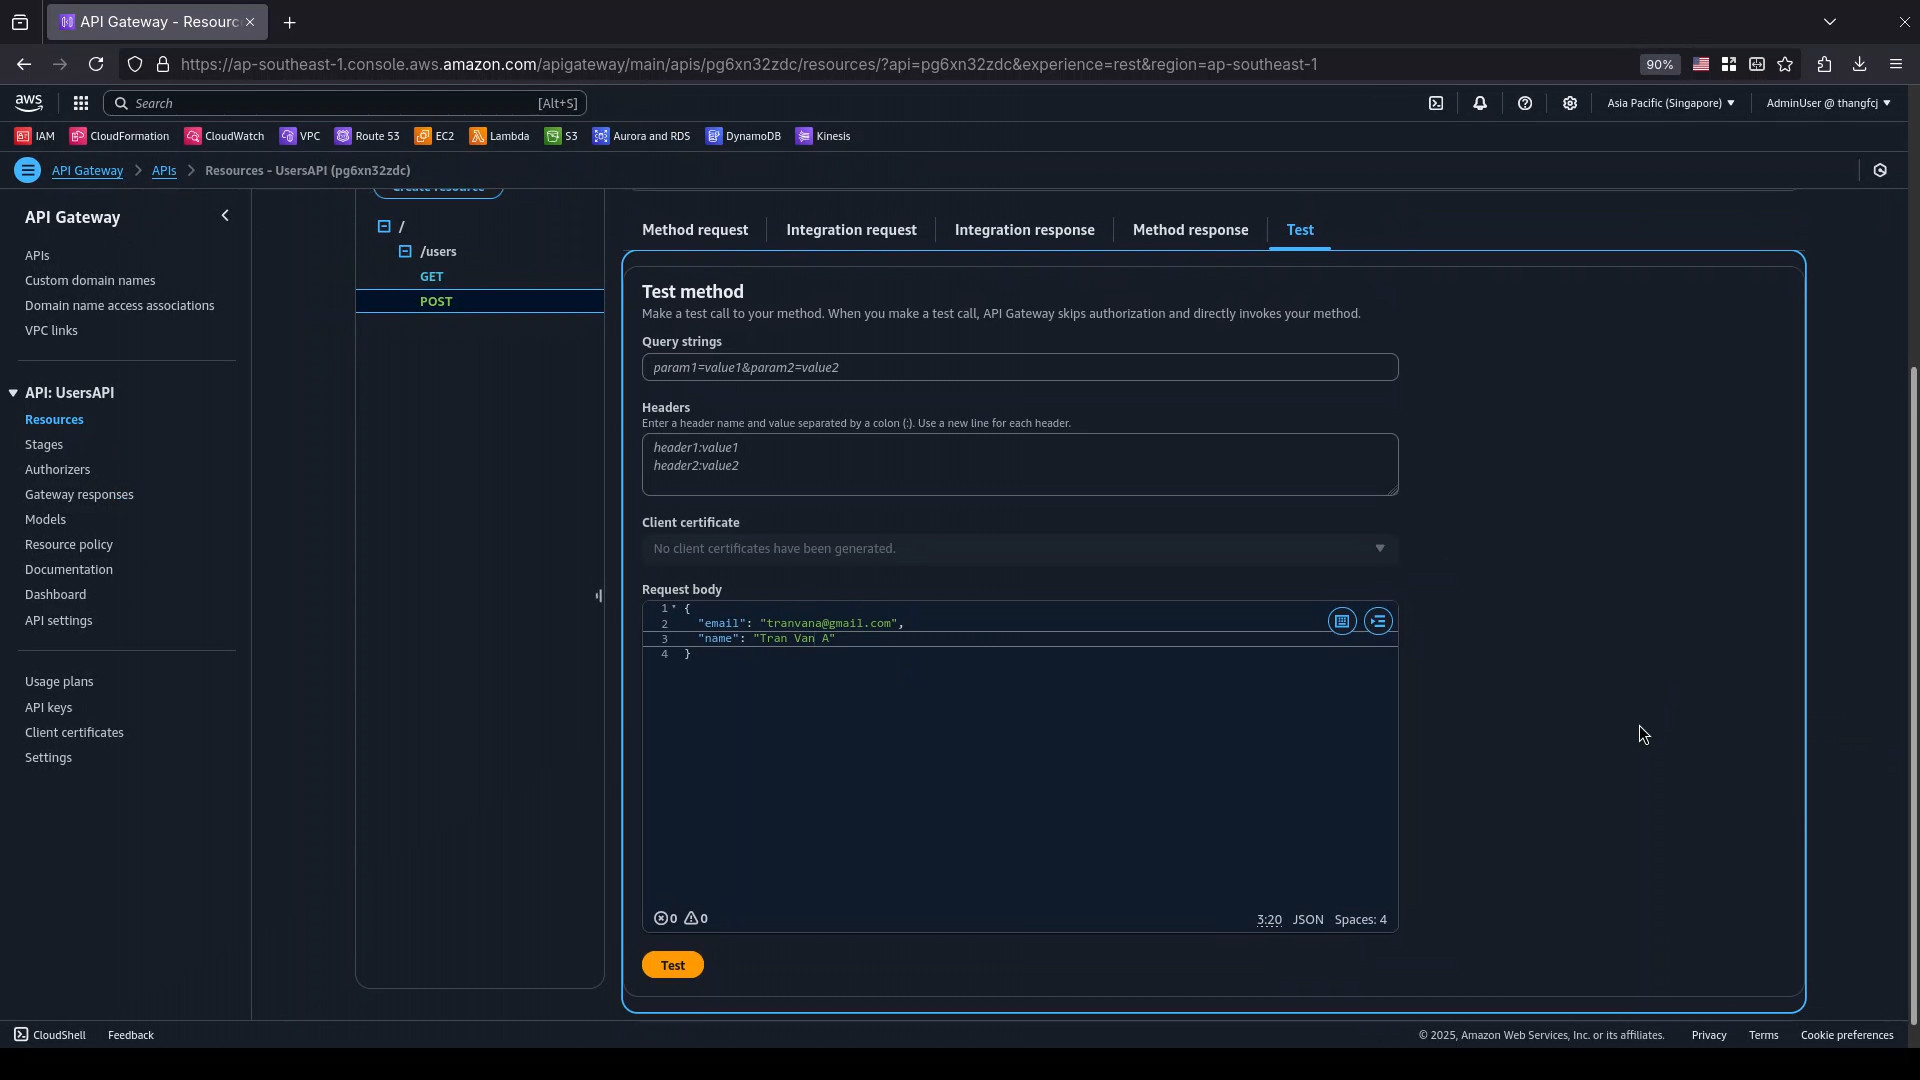 API Gateway - Resourc
https://ap-southeast-1.console.aws.amazon.com/apigateway/main/apis/pg6xn32zdc/resources/?api=pg6xn32zdc&experience=rest&region=ap-southeast-1
90%
aws
Search
[Alt+S]
Asia Pacific (Singapore)
AdminUser @ thangfcj
IAM
CloudFormation
CloudWatch
VPC
Route 53
EC2
Lambda
S3
Aurora and RDS
DynamoDB
Kinesis
API Gateway
APIs
Resources - UsersAPI (pg6xn32zdc)
API Gateway
APIs
Custom domain names
Domain name access associations
VPC links
API: UsersAPI
Resources
Stages
Authorizers
Gateway responses
Models
Resource policy
Documentation
Dashboard
API settings
Usage plans
API keys
Client certificates
Settings
Create resource
/
/users
GET
POST
Method request
Integration request
Integration response
Method response
Test
Test method
Make a test call to your method. When you make a test call, API Gateway skips authorization and directly invokes your method.
Query strings
param1=value1&param2=value2
Headers
Enter a header name and value separated by a colon (:). Use a new line for each header.
header1:value1
header2:value2
Client certificate
No client certificates have been generated.
Request body
1 {
2 "email": "tranvana@gmail.com",
3 "name": "Tran Van A"
4 }
0 0
3:20 JSON Spaces: 4
Test
CloudShell
Feedback
© 2025, Amazon Web Services, Inc. or its affiliates.
Privacy
Terms
Cookie preferences